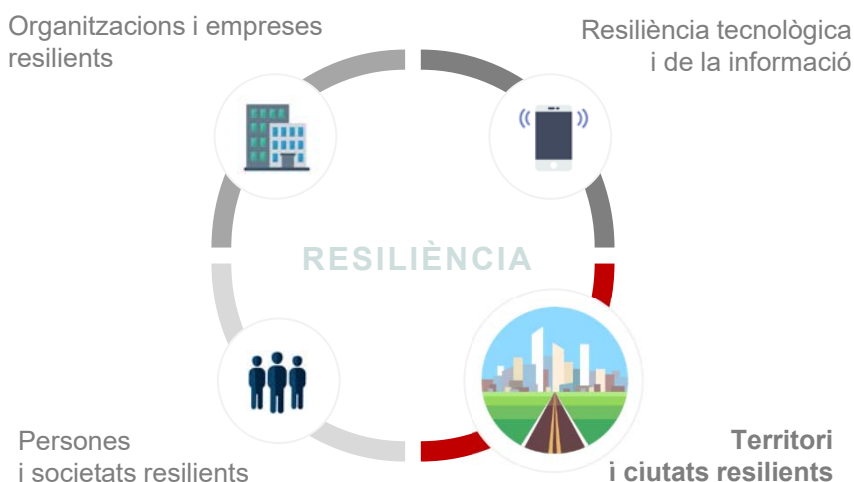 Organitzacions i empreses
resilients
Resiliència tecnològica
i de la informació
RESILIÈNCIA
Persones
i societats resilients
Territori
i ciutats resilients